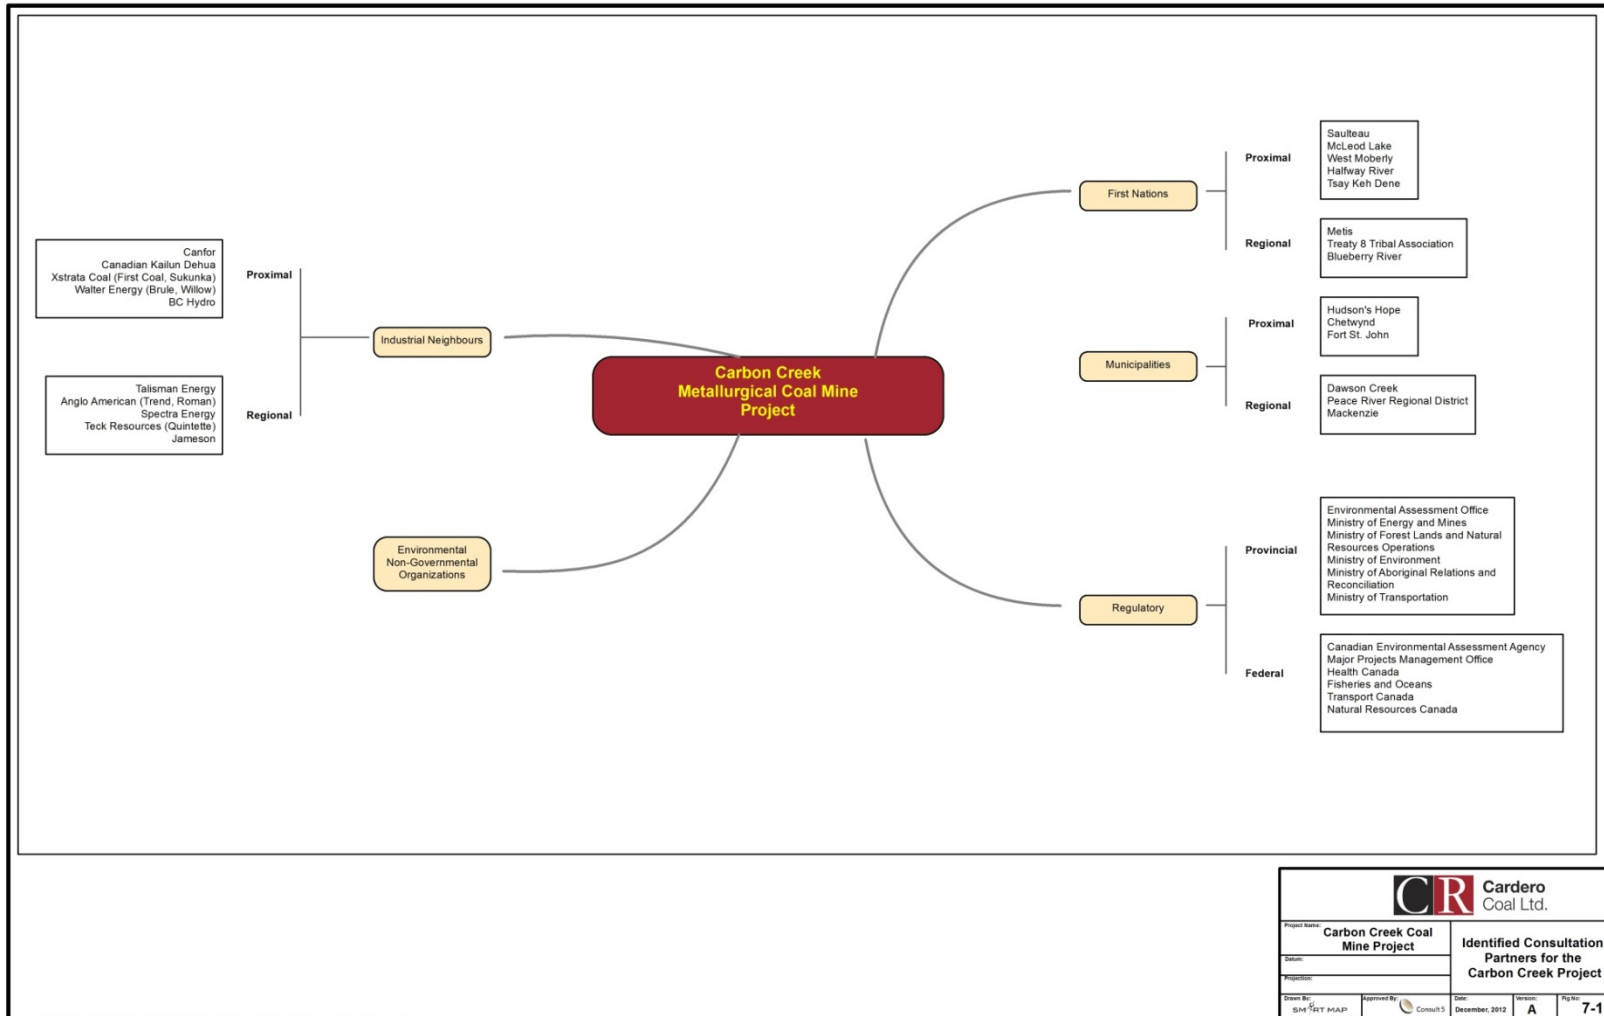 Carbon Creek
Metallurgical Coal Mine
Project
Industrial Neighbours
Proximal
Canfor
Canadian Kailun Dehua
Xstrata Coal (First Coal, Sukunka)
Walter Energy (Brule, Willow)
BC Hydro
Regional
Talisman Energy
Anglo American (Trend, Roman)
Spectra Energy
Teck Resources (Quintette)
Jameson
Environmental
Non-Governmental
Organizations
First Nations
Proximal
Saulteau
McLeod Lake
West Moberly
Halfway River
Tsay Keh Dene
Regional
Metis
Treaty 8 Tribal Association
Blueberry River
Municipalities
Proximal
Hudson's Hope
Chetwynd
Fort St. John
Regional
Dawson Creek
Peace River Regional District
Mackenzie
Regulatory
Provincial
Environmental Assessment Office
Ministry of Energy and Mines
Ministry of Forest Lands and Natural
Resources Operations
Ministry of Environment
Ministry of Aboriginal Relations and
Reconciliation
Ministry of Transportation
Federal
Canadian Environmental Assessment Agency
Major Projects Management Office
Health Canada
Fisheries and Oceans
Transport Canada
Natural Resources Canada
CR
Cardero
Coal Ltd.
Project Name:
Carbon Creek Coal
Mine Project
Datum:
Projection:
Identified Consultation
Partners for the
Carbon Creek Project
Drawn By:
SMART MAP
Approved By:
Consult 5
Date:
December, 2012
Version:
A
Fig.No:
7-1